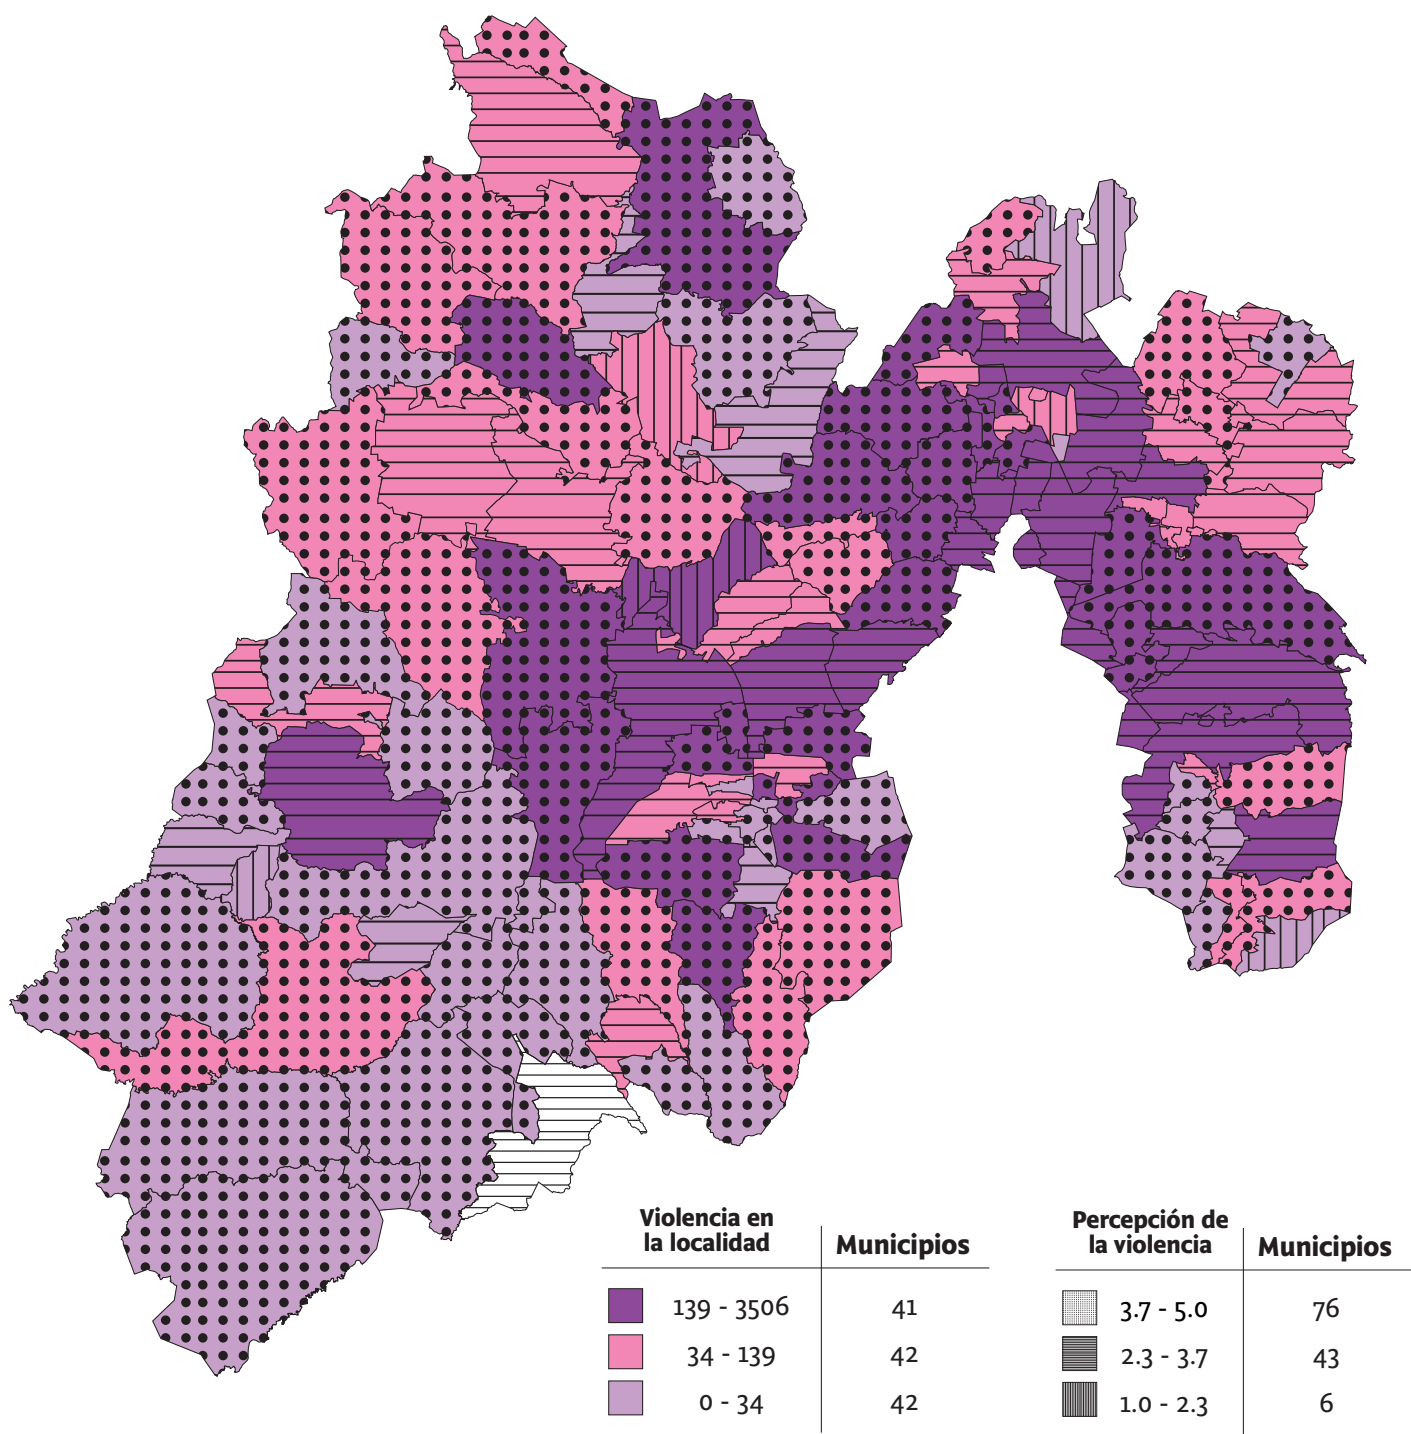 Violencia en
la localidad
Municipios
139 - 3506
41
34 - 139
42
0 - 34
42
Percepción de
la violencia
Municipios
3.7 - 5.0
76
2.3 - 3.7
43
1.0 - 2.3
6